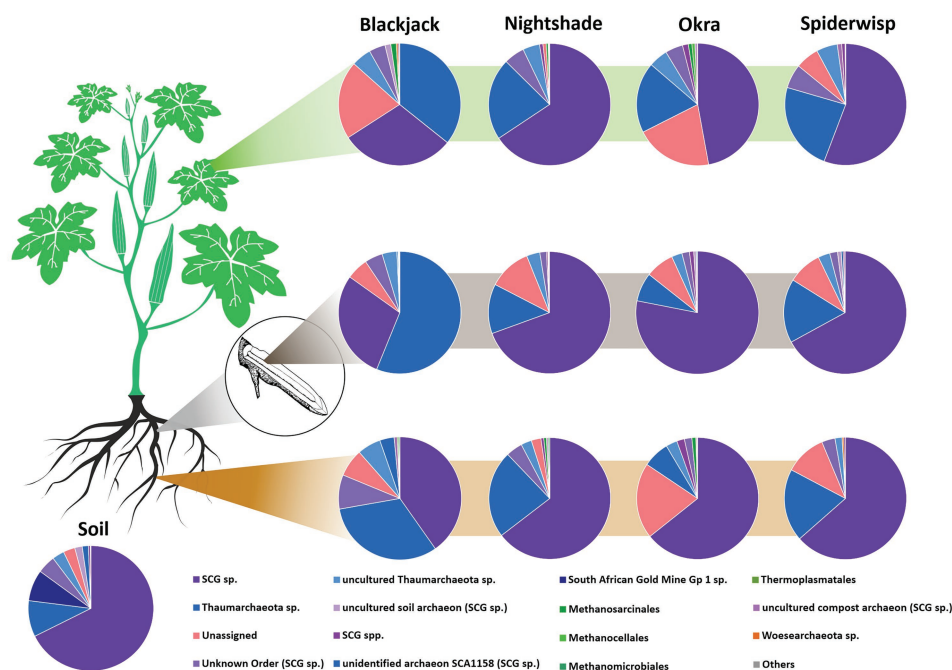 Blackjack Nightshade Okra Spiderwisp
Soil
SCG sp. uncultured Thaumarchaeota sp. South African Gold Mine Gp 1 sp. Thermoplasmatales
Thaumarchaeota sp. uncultured soil archaeon (SCG sp.) Methanosarcinales uncultured compost archaeon (SCG sp.)
Unassigned SCG spp. Methanocellales Woesearchaeota sp.
Unknown Order (SCG sp.) unidentified archaeon SCA1158 (SCG sp.) Methanomicrobiales Others